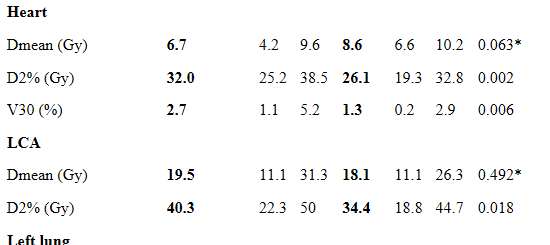 Heart
Dmean (Gy) 6.7 4.2 9.6 8.6 6.6 10.2 0.063*
D2% (Gy) 32.0 25.2 38.5 26.1 19.3 32.8 0.002
V30 (%) 2.7 1.1 5.2 1.3 0.2 2.9 0.006
LCA
Dmean (Gy) 19.5 11.1 31.3 18.1 11.1 26.3 0.492*
D2% (Gy) 40.3 22.3 50 34.4 18.8 44.7 0.018
Left lung